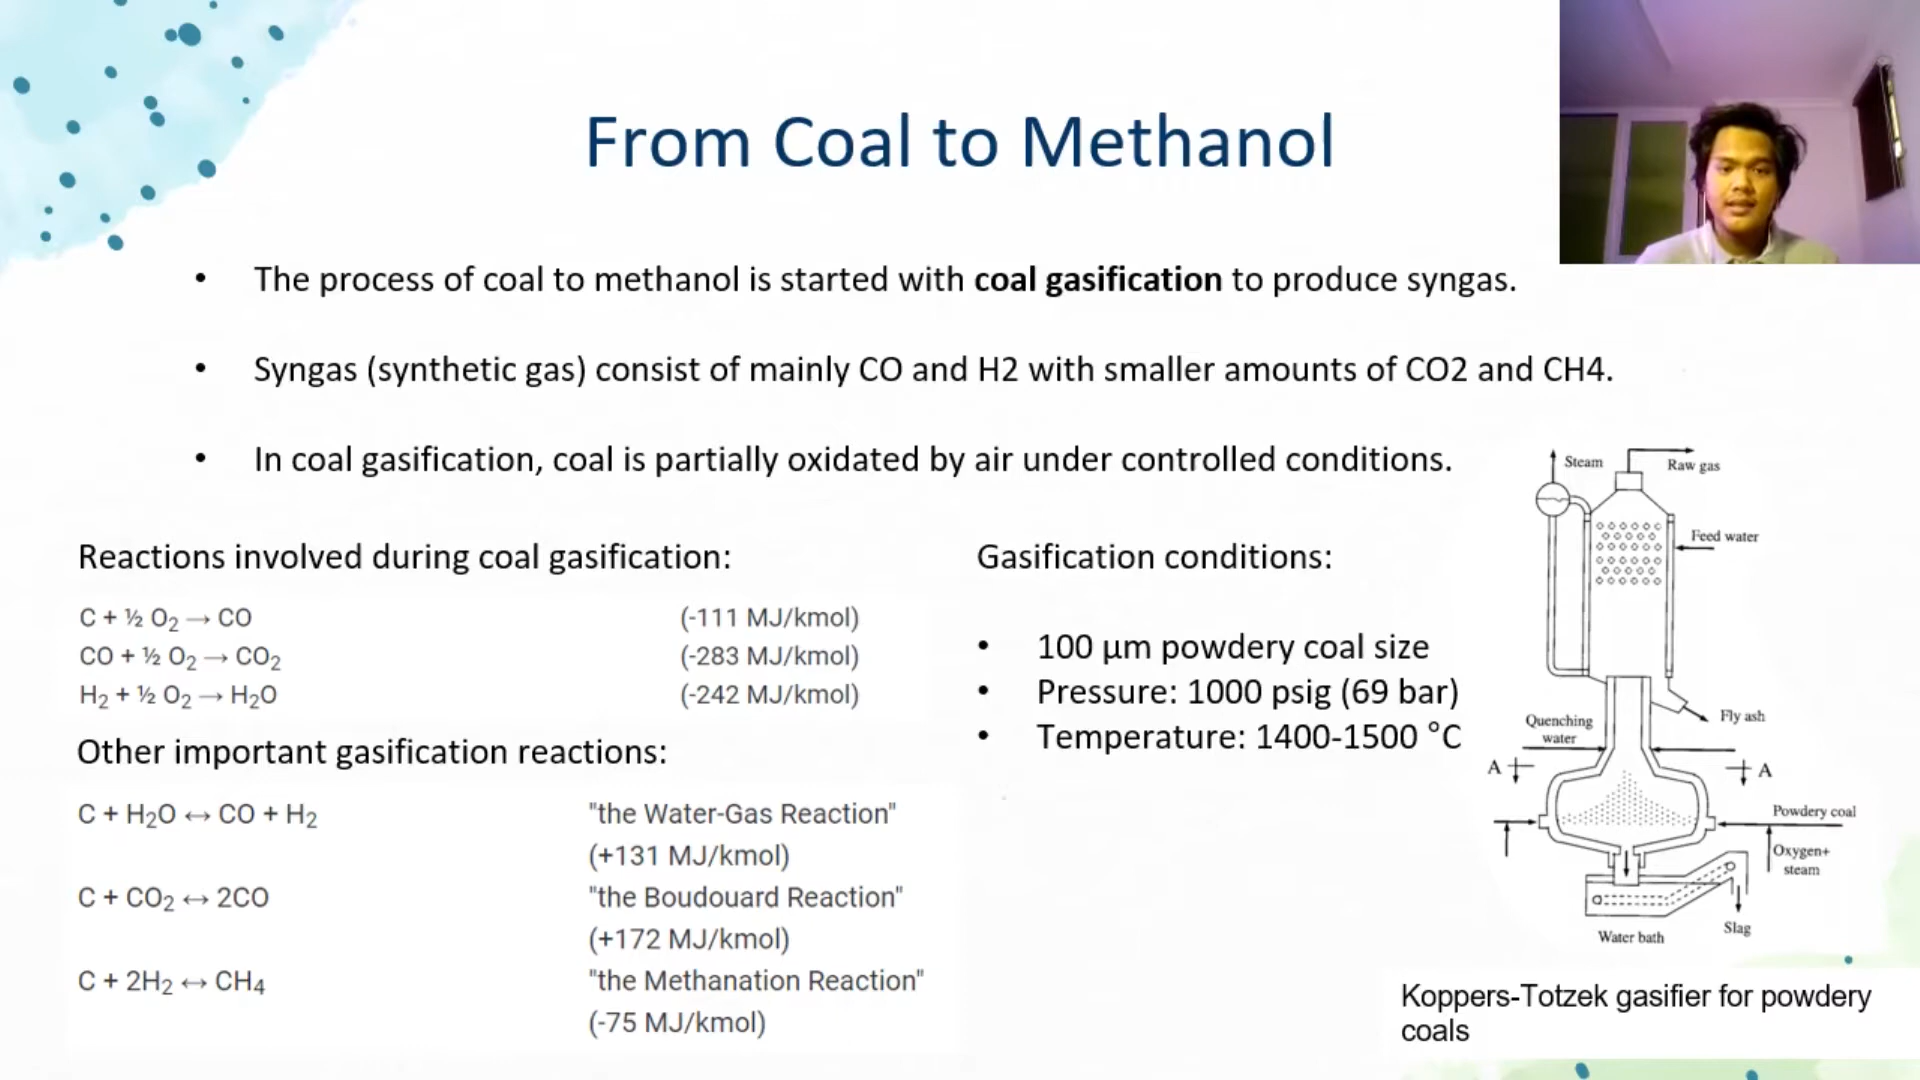 From Coal to Methanol
• The process of coal to methanol is started with coal gasification to produce syngas.
• Syngas (synthetic gas) consist of mainly CO and H2 with smaller amounts of CO2 and CH4.
• In coal gasification, coal is partially oxidated by air under controlled conditions.
Reactions involved during coal gasification:
C + ½ O₂ → CO (-111 MJ/kmol)
CO + ½ O₂ → CO₂ (-283 MJ/kmol)
H₂ + ½ O₂ → H₂O (-242 MJ/kmol)
Other important gasification reactions:
C + H₂O ↔ CO + H₂ "the Water-Gas Reaction"
(+131 MJ/kmol)
C + CO₂ ↔ 2CO "the Boudouard Reaction"
(+172 MJ/kmol)
C + 2H₂ ↔ CH₄ "the Methanation Reaction"
(-75 MJ/kmol)
Gasification conditions:
• 100 µm powdery coal size
• Pressure: 1000 psig (69 bar)
• Temperature: 1400-1500 °C
Steam
Raw gas
Feed water
Fly ash
Quenching
water
A
A
Powdery coal
Oxygen+
steam
Slag
Water bath
Koppers-Totzek gasifier for powdery
coals